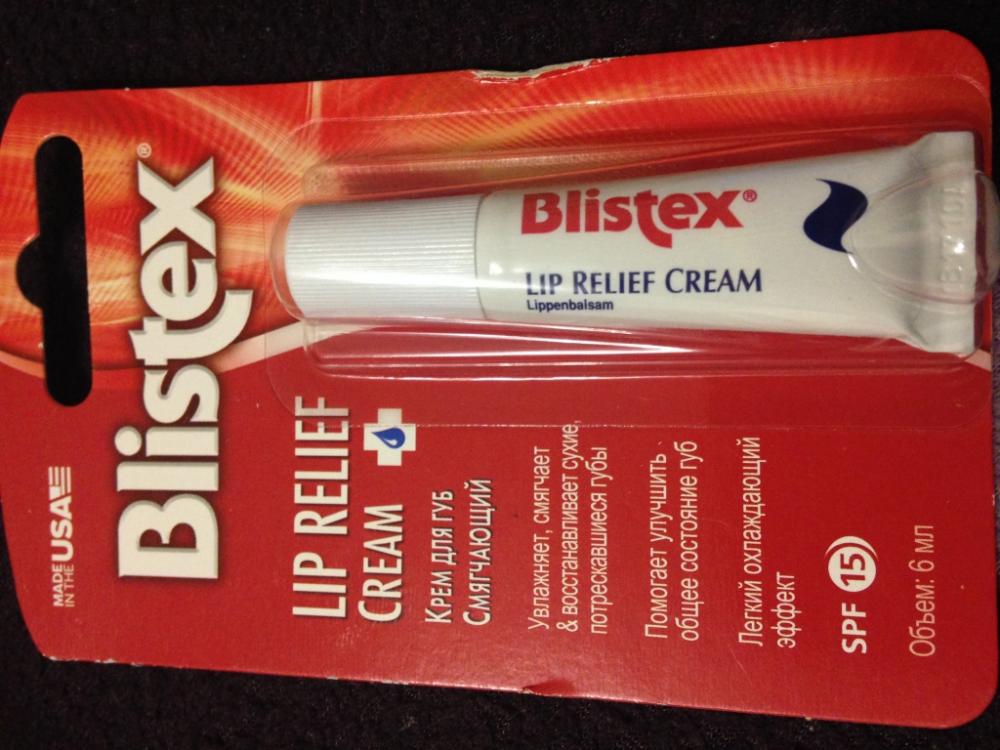 MADE
IN THE USA
Blistex®
LIP RELIEF
CREAM
КРЕМ ДЛЯ ГУБ
СМЯГЧАЮЩИЙ
Увлажняет, смягчает
& восстанавливает сухие,
потрескавшиеся губы
Помогает улучшить
общее состояние губ
Легкий охлаждающий
эффект
SPF 15
Объем: 6 мл
Blistex®
LIP RELIEF CREAM
Lippenbalsam